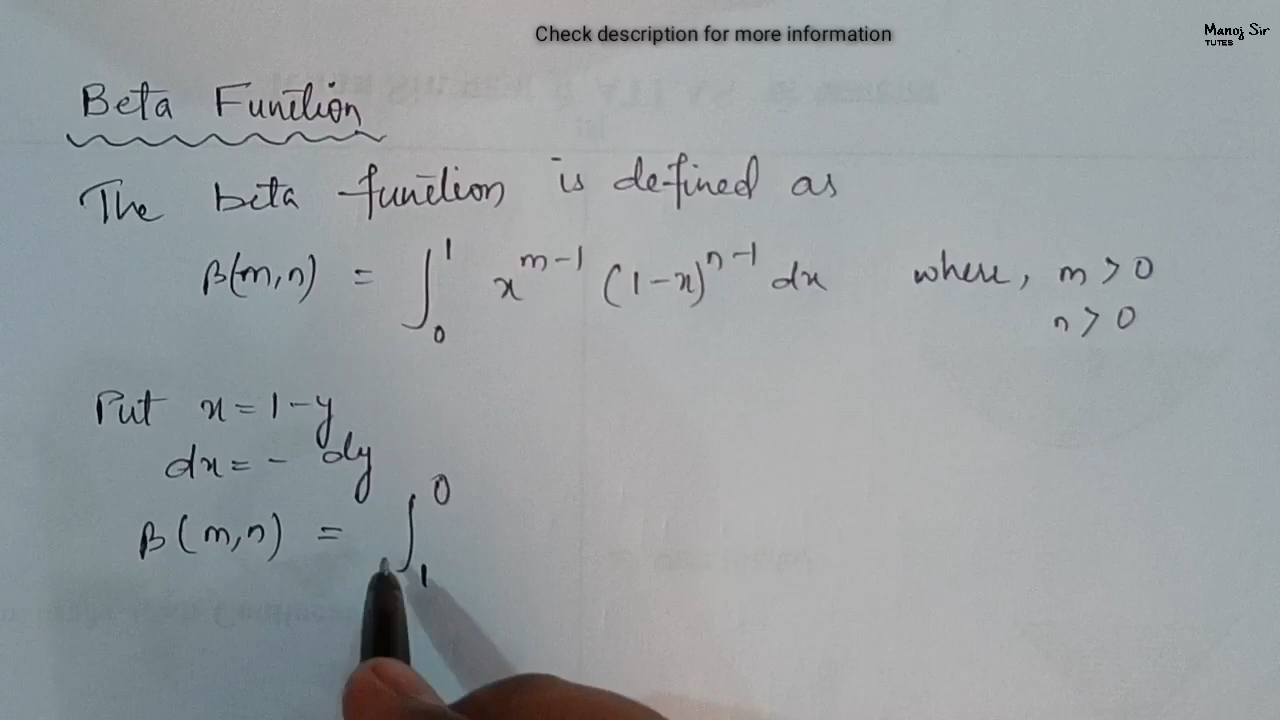 Check description for more information
Manoj Sir
TUTES
Beta Function
The beta function is defined as
β(m,n) = ∫₀¹ x^{m-1} (1-x)^{n-1} dx where, m > 0
n > 0
Put x = 1-y
dx = - dy
β(m,n) = ∫₁⁰